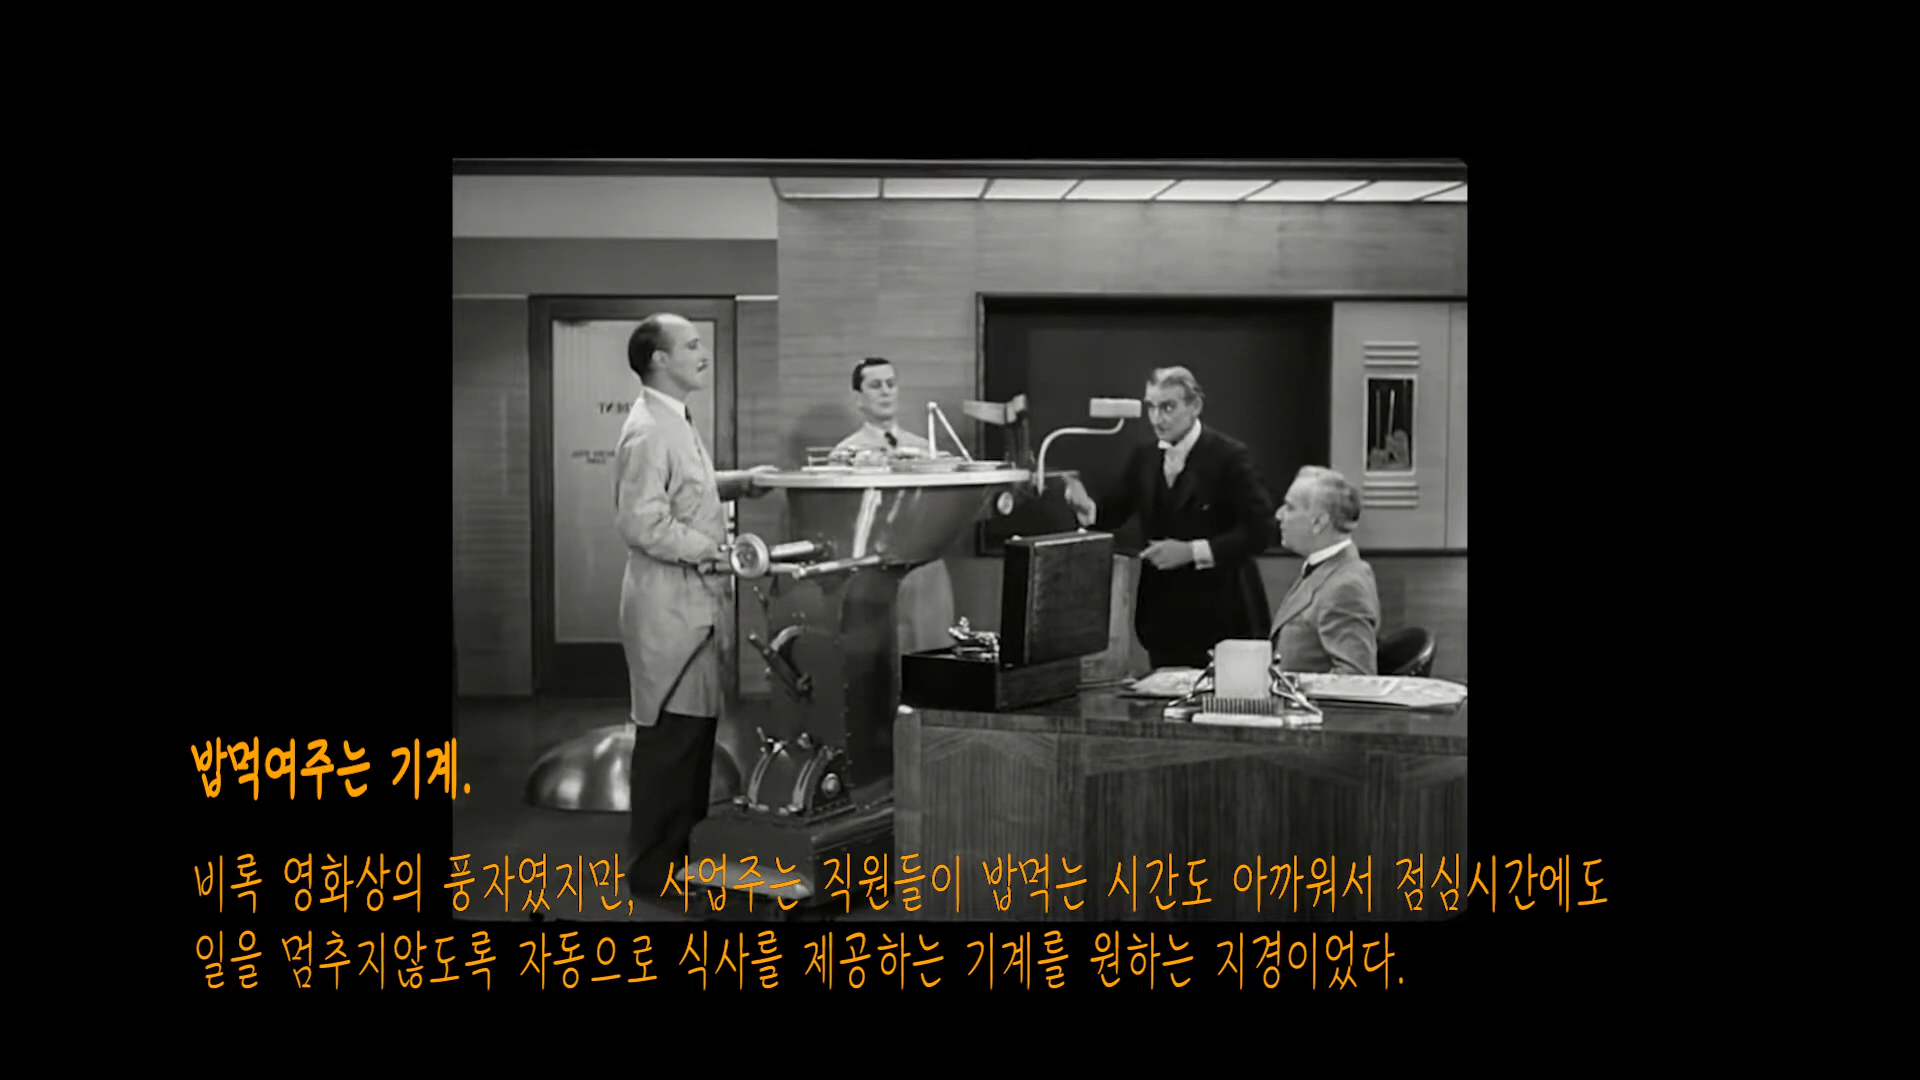 밥먹여주는 기계.
비록 영화상의 풍자였지만, 사업주는 직원들이 밥먹는 시간도 아까워서 점심시간에도
일을 멈추지않도록 자동으로 식사를 제공하는 기계를 원하는 지경이었다.